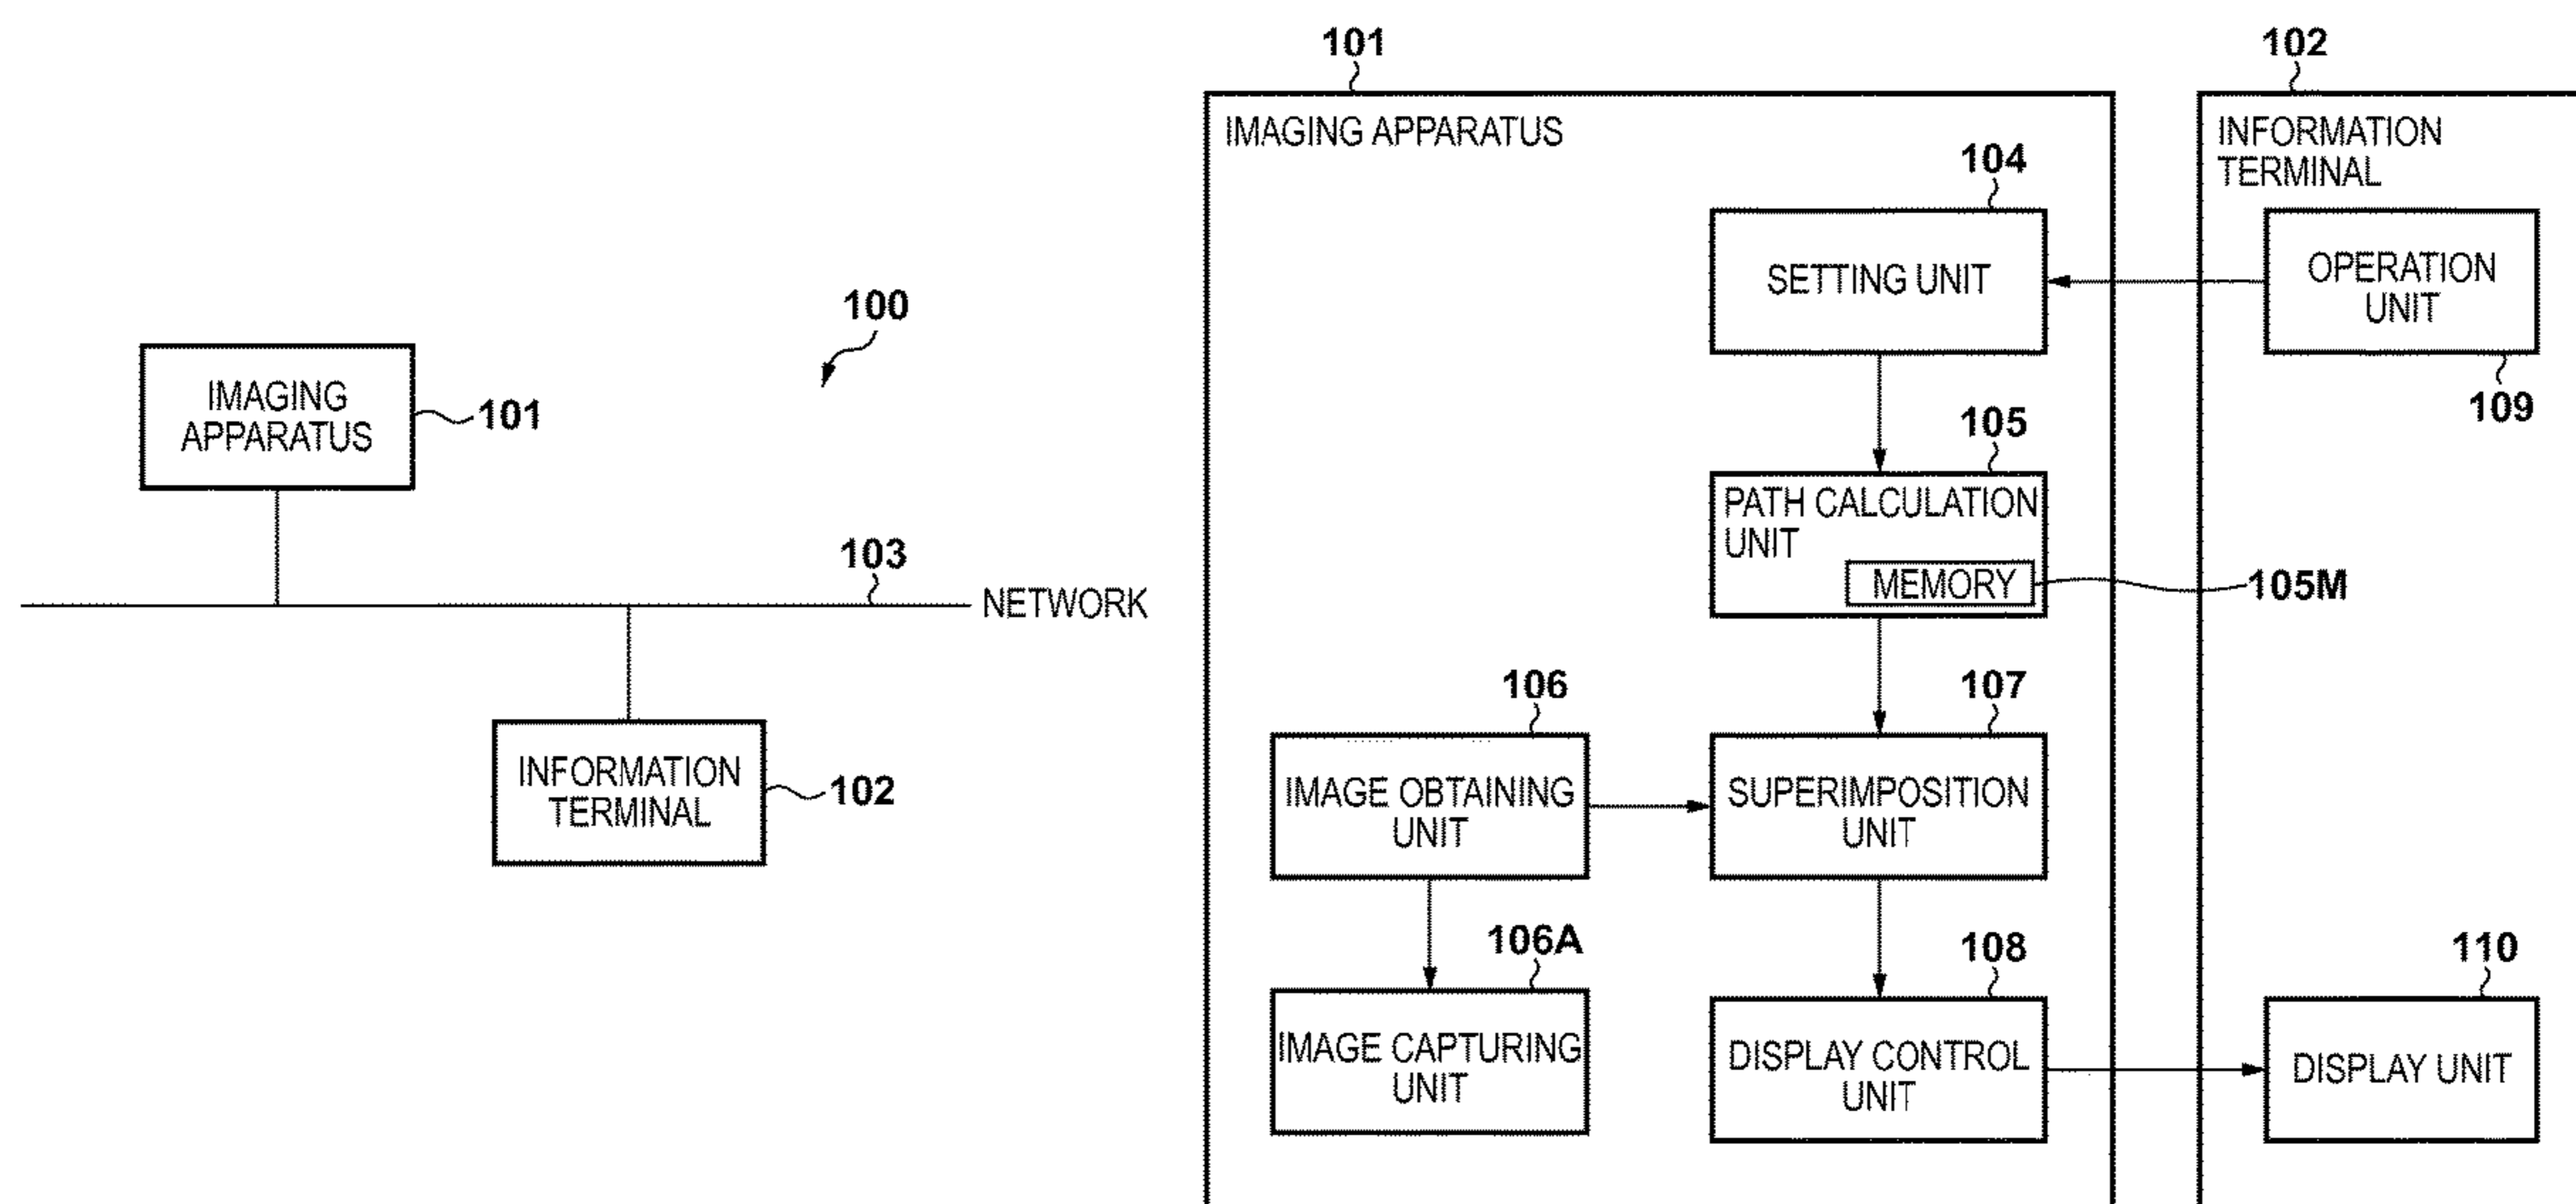 100
IMAGING
APPARATUS
101
103
NETWORK
INFORMATION
TERMINAL
102
101
IMAGING APPARATUS
104
SETTING UNIT
105
PATH CALCULATION
UNIT
MEMORY
105M
106
IMAGE OBTAINING
UNIT
107
SUPERIMPOSITION
UNIT
106A
IMAGE CAPTURING
UNIT
108
DISPLAY CONTROL
UNIT
102
INFORMATION
TERMINAL
OPERATION
UNIT
109
110
DISPLAY UNIT